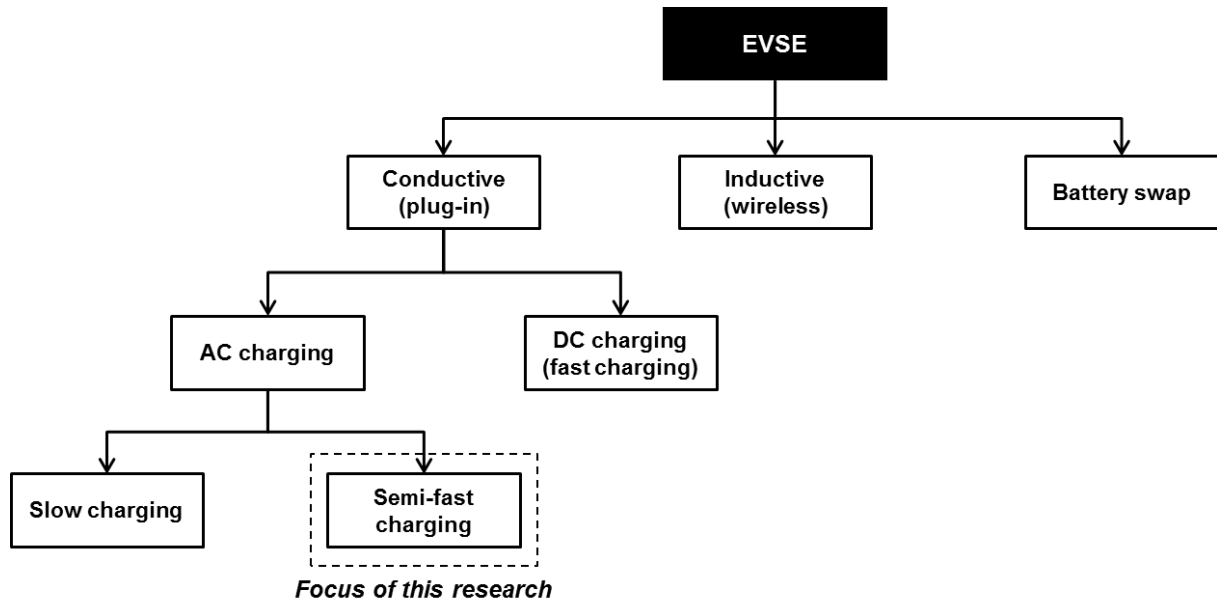 EVSE
Conductive
(plug-in)
Inductive
(wireless)
Battery swap
AC charging
DC charging
(fast charging)
Slow charging
Semi-fast
charging
Focus of this research